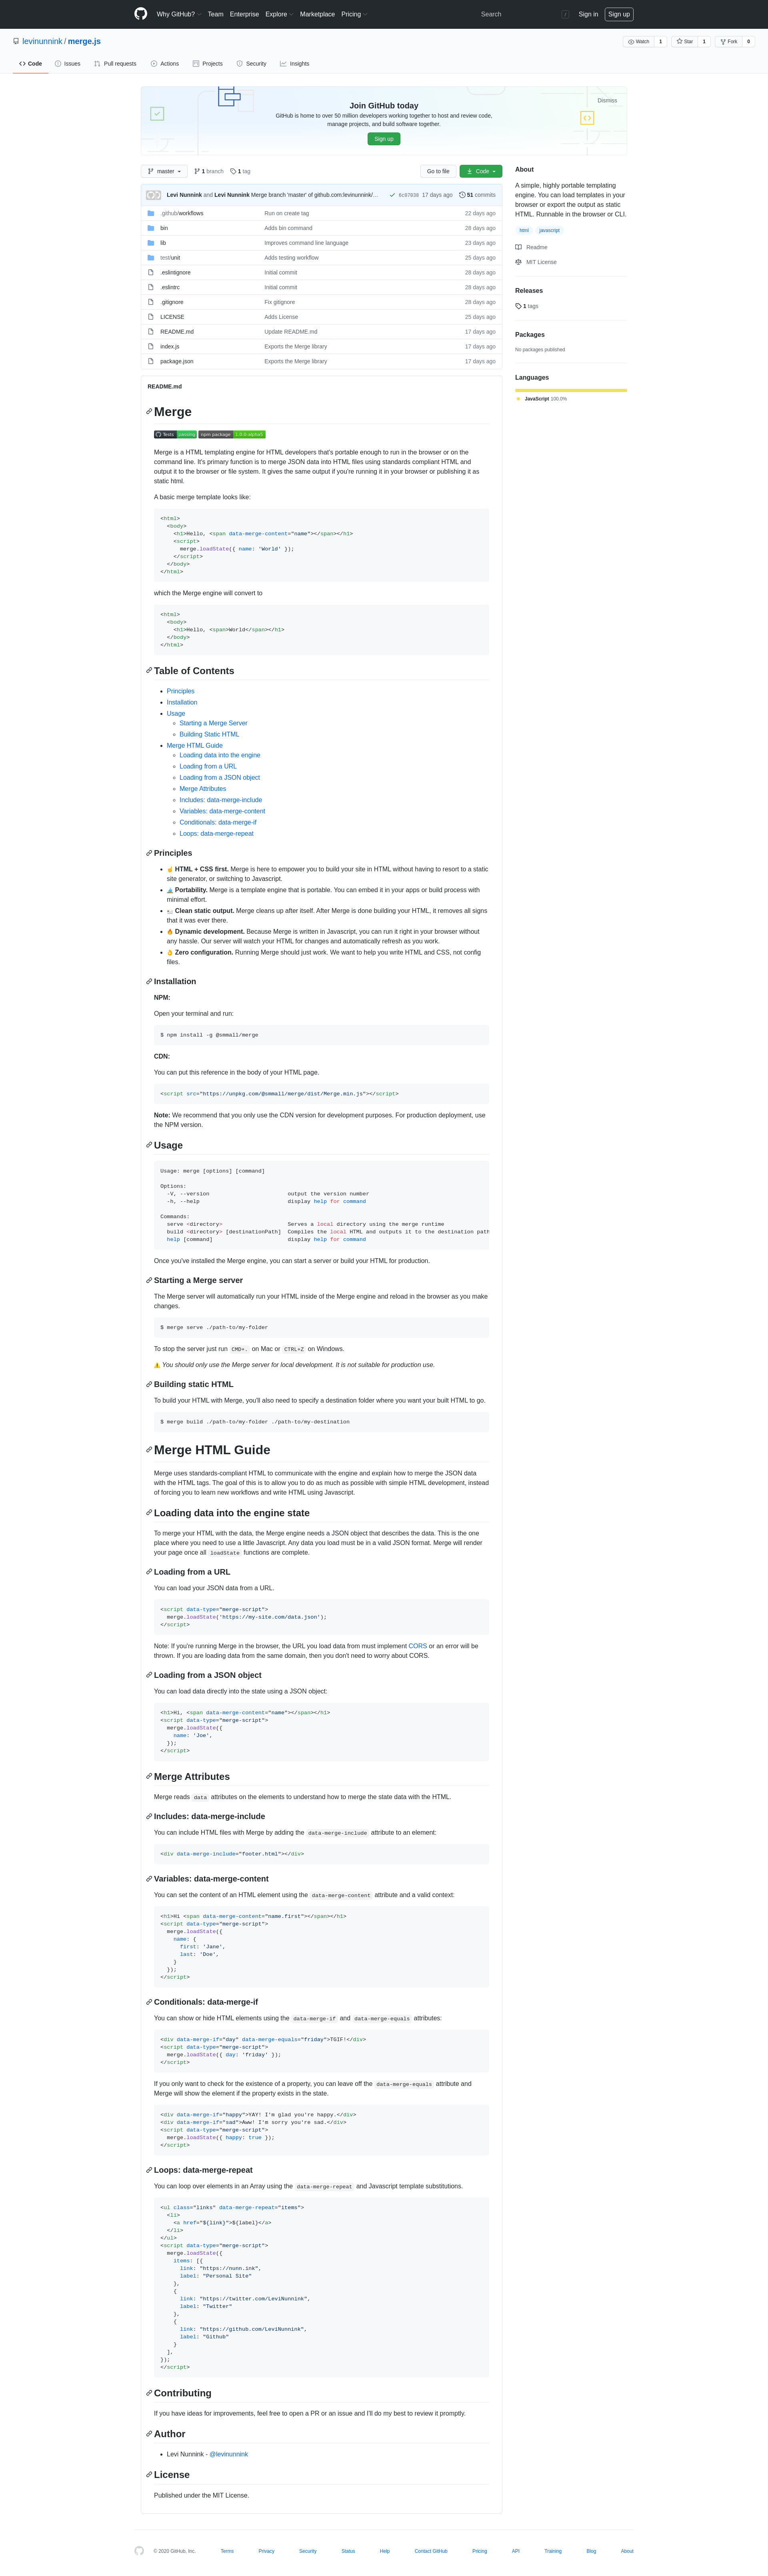 Why GitHub? Team Enterprise Explore Marketplace Pricing Search / Sign in Sign up
levinunnink / merge.js
Watch 1 Star 1 Fork 0
Code Issues Pull requests Actions Projects Security Insights
Dismiss
Join GitHub today
GitHub is home to over 50 million developers working together to host and review code,
manage projects, and build software together.
Sign up
master 1 branch 1 tag Go to file Code
Levi Nunnink and Levi Nunnink Merge branch 'master' of github.com:levinunnink/… 17 days ago 51 commits
.github/workflows Run on create tag 22 days ago
bin Adds bin command 28 days ago
lib Improves command line language 23 days ago
test/unit Adds testing workflow 25 days ago
.eslintignore Initial commit 28 days ago
.eslintrc Initial commit 28 days ago
.gitignore Fix gitignore 28 days ago
LICENSE Adds License 25 days ago
README.md Update README.md 17 days ago
index.js Exports the Merge library 17 days ago
package.json Exports the Merge library 17 days ago
About
A simple, highly portable templating
engine. You can load templates in your
browser or export the output as static
HTML. Runnable in the browser or CLI.
html javascript
Readme
MIT License
Releases
1 tags
Packages
No packages published
Languages
JavaScript 100.0%
README.md
Merge
Tests passing npm package
Merge is a HTML templating engine for HTML developers that's portable enough to run in the browser or on the
command line. It's primary function is to merge JSON data into HTML files using standards compliant HTML and
output it to the browser or file system. It gives the same output if you're running it in your browser or publishing it as
static html.
A basic merge template looks like:
<html>
<body>
<h1>Hello, <span data-merge-content="name"></span></h1>
<script>
merge.loadState({ name: 'World' });
</script>
</body>
</html>
which the Merge engine will convert to
<html>
<body>
<h1>Hello, <span>World</span></h1>
</body>
</html>
Table of Contents
Principles
Installation
Usage
Starting a Merge Server
Building Static HTML
Merge HTML Guide
Loading data into the engine
Loading from a URL
Loading from a JSON object
Merge Attributes
Includes: data-merge-include
Variables: data-merge-content
Conditionals: data-merge-if
Loops: data-merge-repeat
Principles
☝️ HTML + CSS first. Merge is here to empower you to build your site in HTML without having to resort to a static
site generator, or switching to Javascript.
Portability. Merge is a template engine that is portable. You can embed it in your apps or build process with
minimal effort.
Clean static output. Merge cleans up after itself. After Merge is done building your HTML, it removes all signs
that it was ever there.
Dynamic development. Because Merge is written in Javascript, you can run it right in your browser without
any hassle. Our server will watch your HTML for changes and automatically refresh as you work.
👌 Zero configuration. Running Merge should just work. We want to help you write HTML and CSS, not config
files.
Installation
NPM:
Open your terminal and run:
$ npm install -g @smmall/merge
CDN:
You can put this reference in the body of your HTML page.
<script src="https://unpkg.com/@smmall/merge/dist/Merge.min.js"></script>
Note: We recommend that you only use the CDN version for development purposes. For production deployment, use
the NPM version.
Usage
Usage: merge [options] [command]
Options:
-V, --version output the version number
-h, --help display help for command
Commands:
serve <directory> Serves a local directory using the merge runtime
build <directory> [destinationPath] Compiles the local HTML and outputs it to the destination path
help [command] display help for command
Once you've installed the Merge engine, you can start a server or build your HTML for production.
Starting a Merge server
The Merge server will automatically run your HTML inside of the Merge engine and reload in the browser as you make
changes.
$ merge serve ./path-to/my-folder
To stop the server just run CMD+. on Mac or CTRL+Z on Windows.
⚠️ You should only use the Merge server for local development. It is not suitable for production use.
Building static HTML
To build your HTML with Merge, you'll also need to specify a destination folder where you want your built HTML to go.
$ merge build ./path-to/my-folder ./path-to/my-destination
Merge HTML Guide
Merge uses standards-compliant HTML to communicate with the engine and explain how to merge the JSON data
with the HTML tags. The goal of this is to allow you to do as much as possible with simple HTML development, instead
of forcing you to learn new workflows and write HTML using Javascript.
Loading data into the engine state
To merge your HTML with the data, the Merge engine needs a JSON object that describes the data. This is the one
place where you need to use a little Javascript. Any data you load must be in a valid JSON format. Merge will render
your page once all loadState functions are complete.
Loading from a URL
You can load your JSON data from a URL.
<script data-type="merge-script">
merge.loadState('https://my-site.com/data.json');
</script>
Note: If you're running Merge in the browser, the URL you load data from must implement CORS or an error will be
thrown. If you are loading data from the same domain, then you don't need to worry about CORS.
Loading from a JSON object
You can load data directly into the state using a JSON object:
<h1>Hi, <span data-merge-content="name"></span></h1>
<script data-type="merge-script">
merge.loadState({
name: 'Joe',
});
</script>
Merge Attributes
Merge reads data attributes on the elements to understand how to merge the state data with the HTML.
Includes: data-merge-include
You can include HTML files with Merge by adding the data-merge-include attribute to an element:
<div data-merge-include="footer.html"></div>
Variables: data-merge-content
You can set the content of an HTML element using the data-merge-content attribute and a valid context:
<h1>Hi <span data-merge-content="name.first"></span></h1>
<script data-type="merge-script">
merge.loadState({
name: {
first: 'Jane',
last: 'Doe',
}
});
</script>
Conditionals: data-merge-if
You can show or hide HTML elements using the data-merge-if and data-merge-equals attributes:
<div data-merge-if="day" data-merge-equals="friday">TGIF!</div>
<script data-type="merge-script">
merge.loadState({ day: 'friday' });
</script>
If you only want to check for the existence of a property, you can leave off the data-merge-equals attribute and
Merge will show the element if the property exists in the state.
<div data-merge-if="happy">YAY! I'm glad you're happy.</div>
<div data-merge-if="sad">Aww! I'm sorry you're sad.</div>
<script data-type="merge-script">
merge.loadState({ happy: true });
</script>
Loops: data-merge-repeat
You can loop over elements in an Array using the data-merge-repeat and Javascript template substitutions.
<ul class="links" data-merge-repeat="items">
<li>
<a href="${link}">${label}</a>
</li>
</ul>
<script data-type="merge-script">
merge.loadState({
items: [{
link: "https://nunn.ink",
label: "Personal Site"
},
{
link: "https://twitter.com/LeviNunnink",
label: "Twitter"
},
{
link: "https://github.com/LeviNunnink",
label: "Github"
}
],
});
</script>
Contributing
If you have ideas for improvements, feel free to open a PR or an issue and I'll do my best to review it promptly.
Author
Levi Nunnink - @levinunnink
License
Published under the MIT License.
© 2020 GitHub, Inc. Terms Privacy Security Status Help Contact GitHub Pricing API Training Blog About